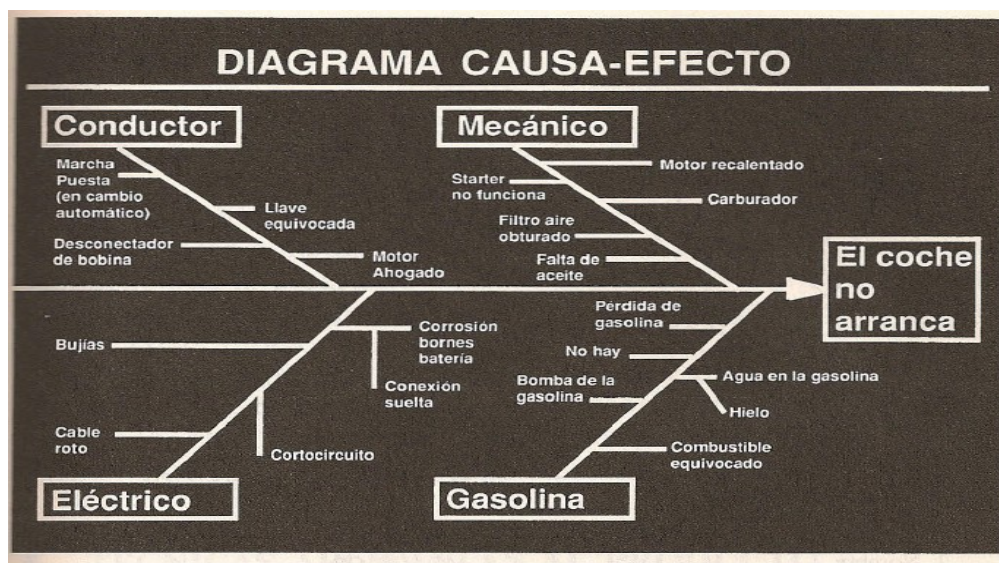 DIAGRAMA CAUSA-EFECTO
Conductor
Marcha
Puesta
(en cambio
automático)
Llave
equivocada
Desconectador
de bobina
Motor
Ahogado
Mecánico
Motor recalentado
Starter
no funciona
Carburador
Filtro aire
obturado
Falta de
aceite
El coche
no
arranca
Bujías
Corrosión
bornes
batería
Conexión
suelta
Cable
roto
Cortocircuito
Eléctrico
Pérdida de
gasolina
No hay
Bomba de la
gasolina
Agua en la gasolina
Hielo
Combustible
equivocado
Gasolina